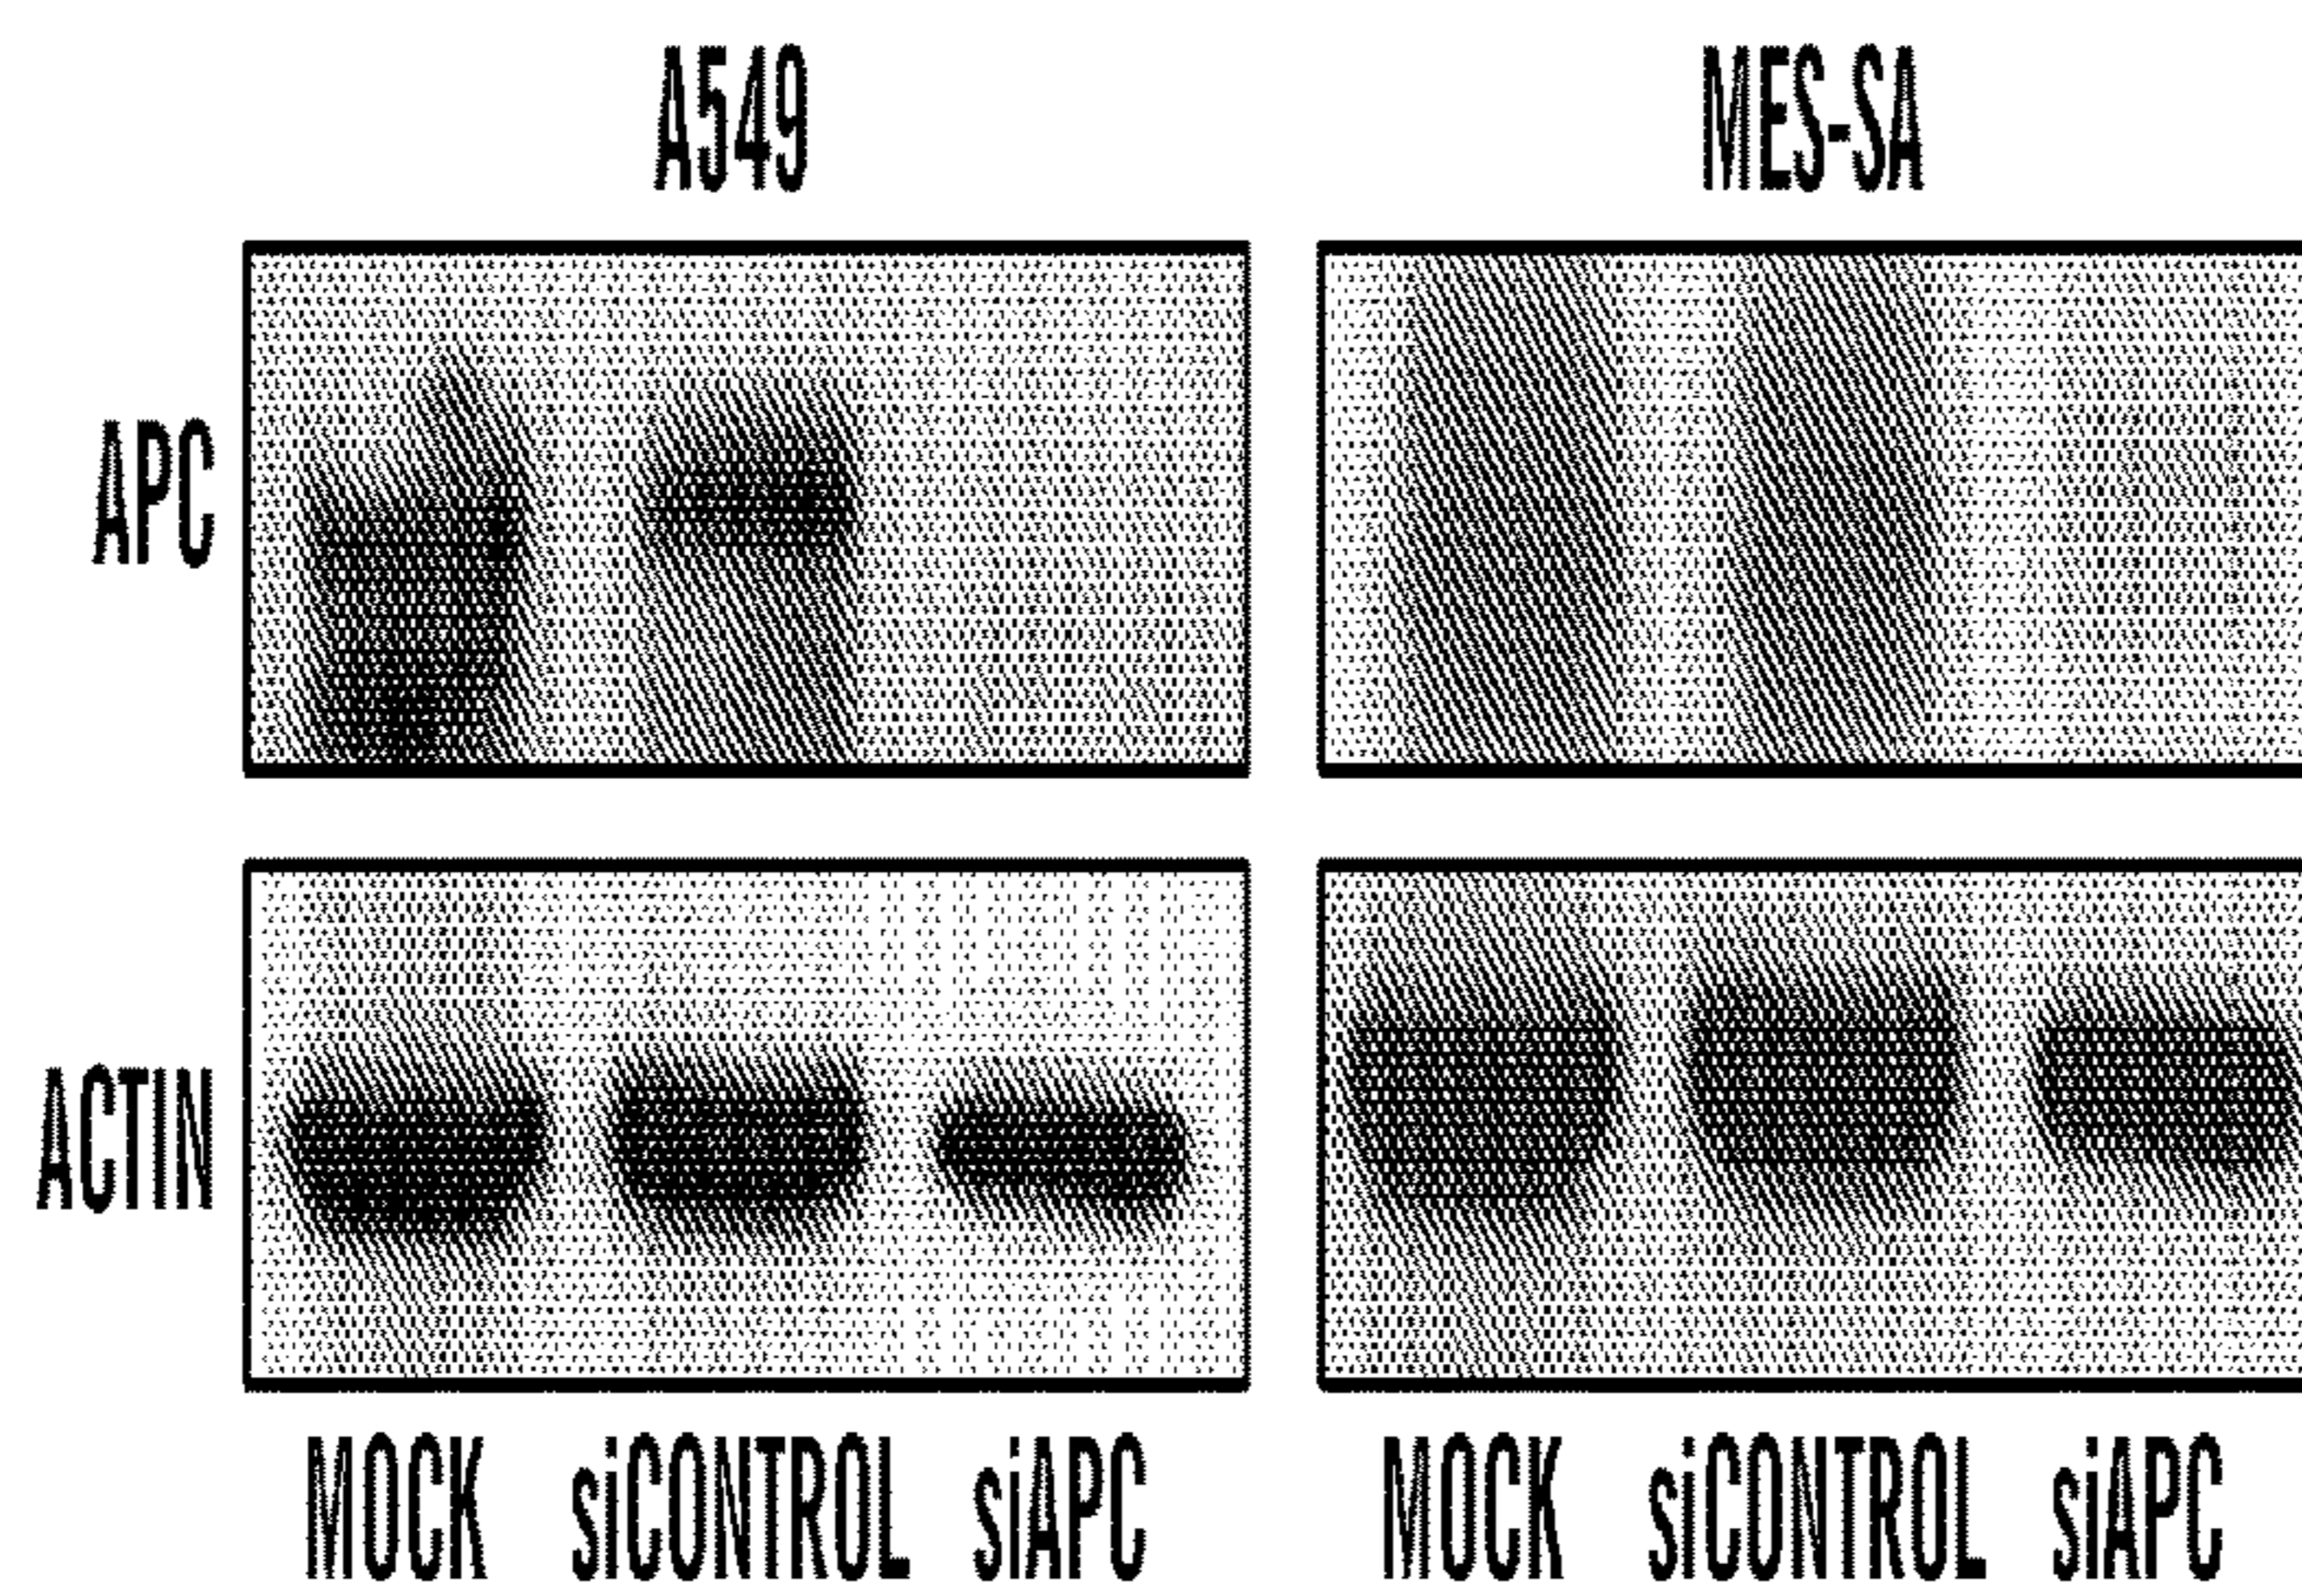 A549 MES-SA
APC
ACTIN
MOCK siCONTROL siAPC MOCK siCONTROL siAPC